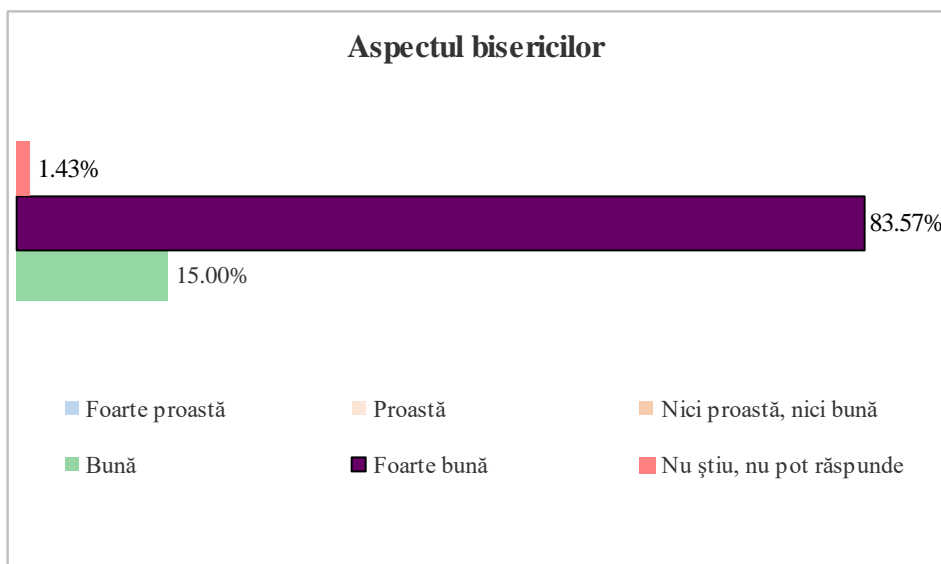 Aspectul bisericilor
1.43%
83.57%
15.00%
Foarte proastă
Proastă
Nici proastă, nici bună
Bună
Foarte bună
Nu ştiu, nu pot răspunde